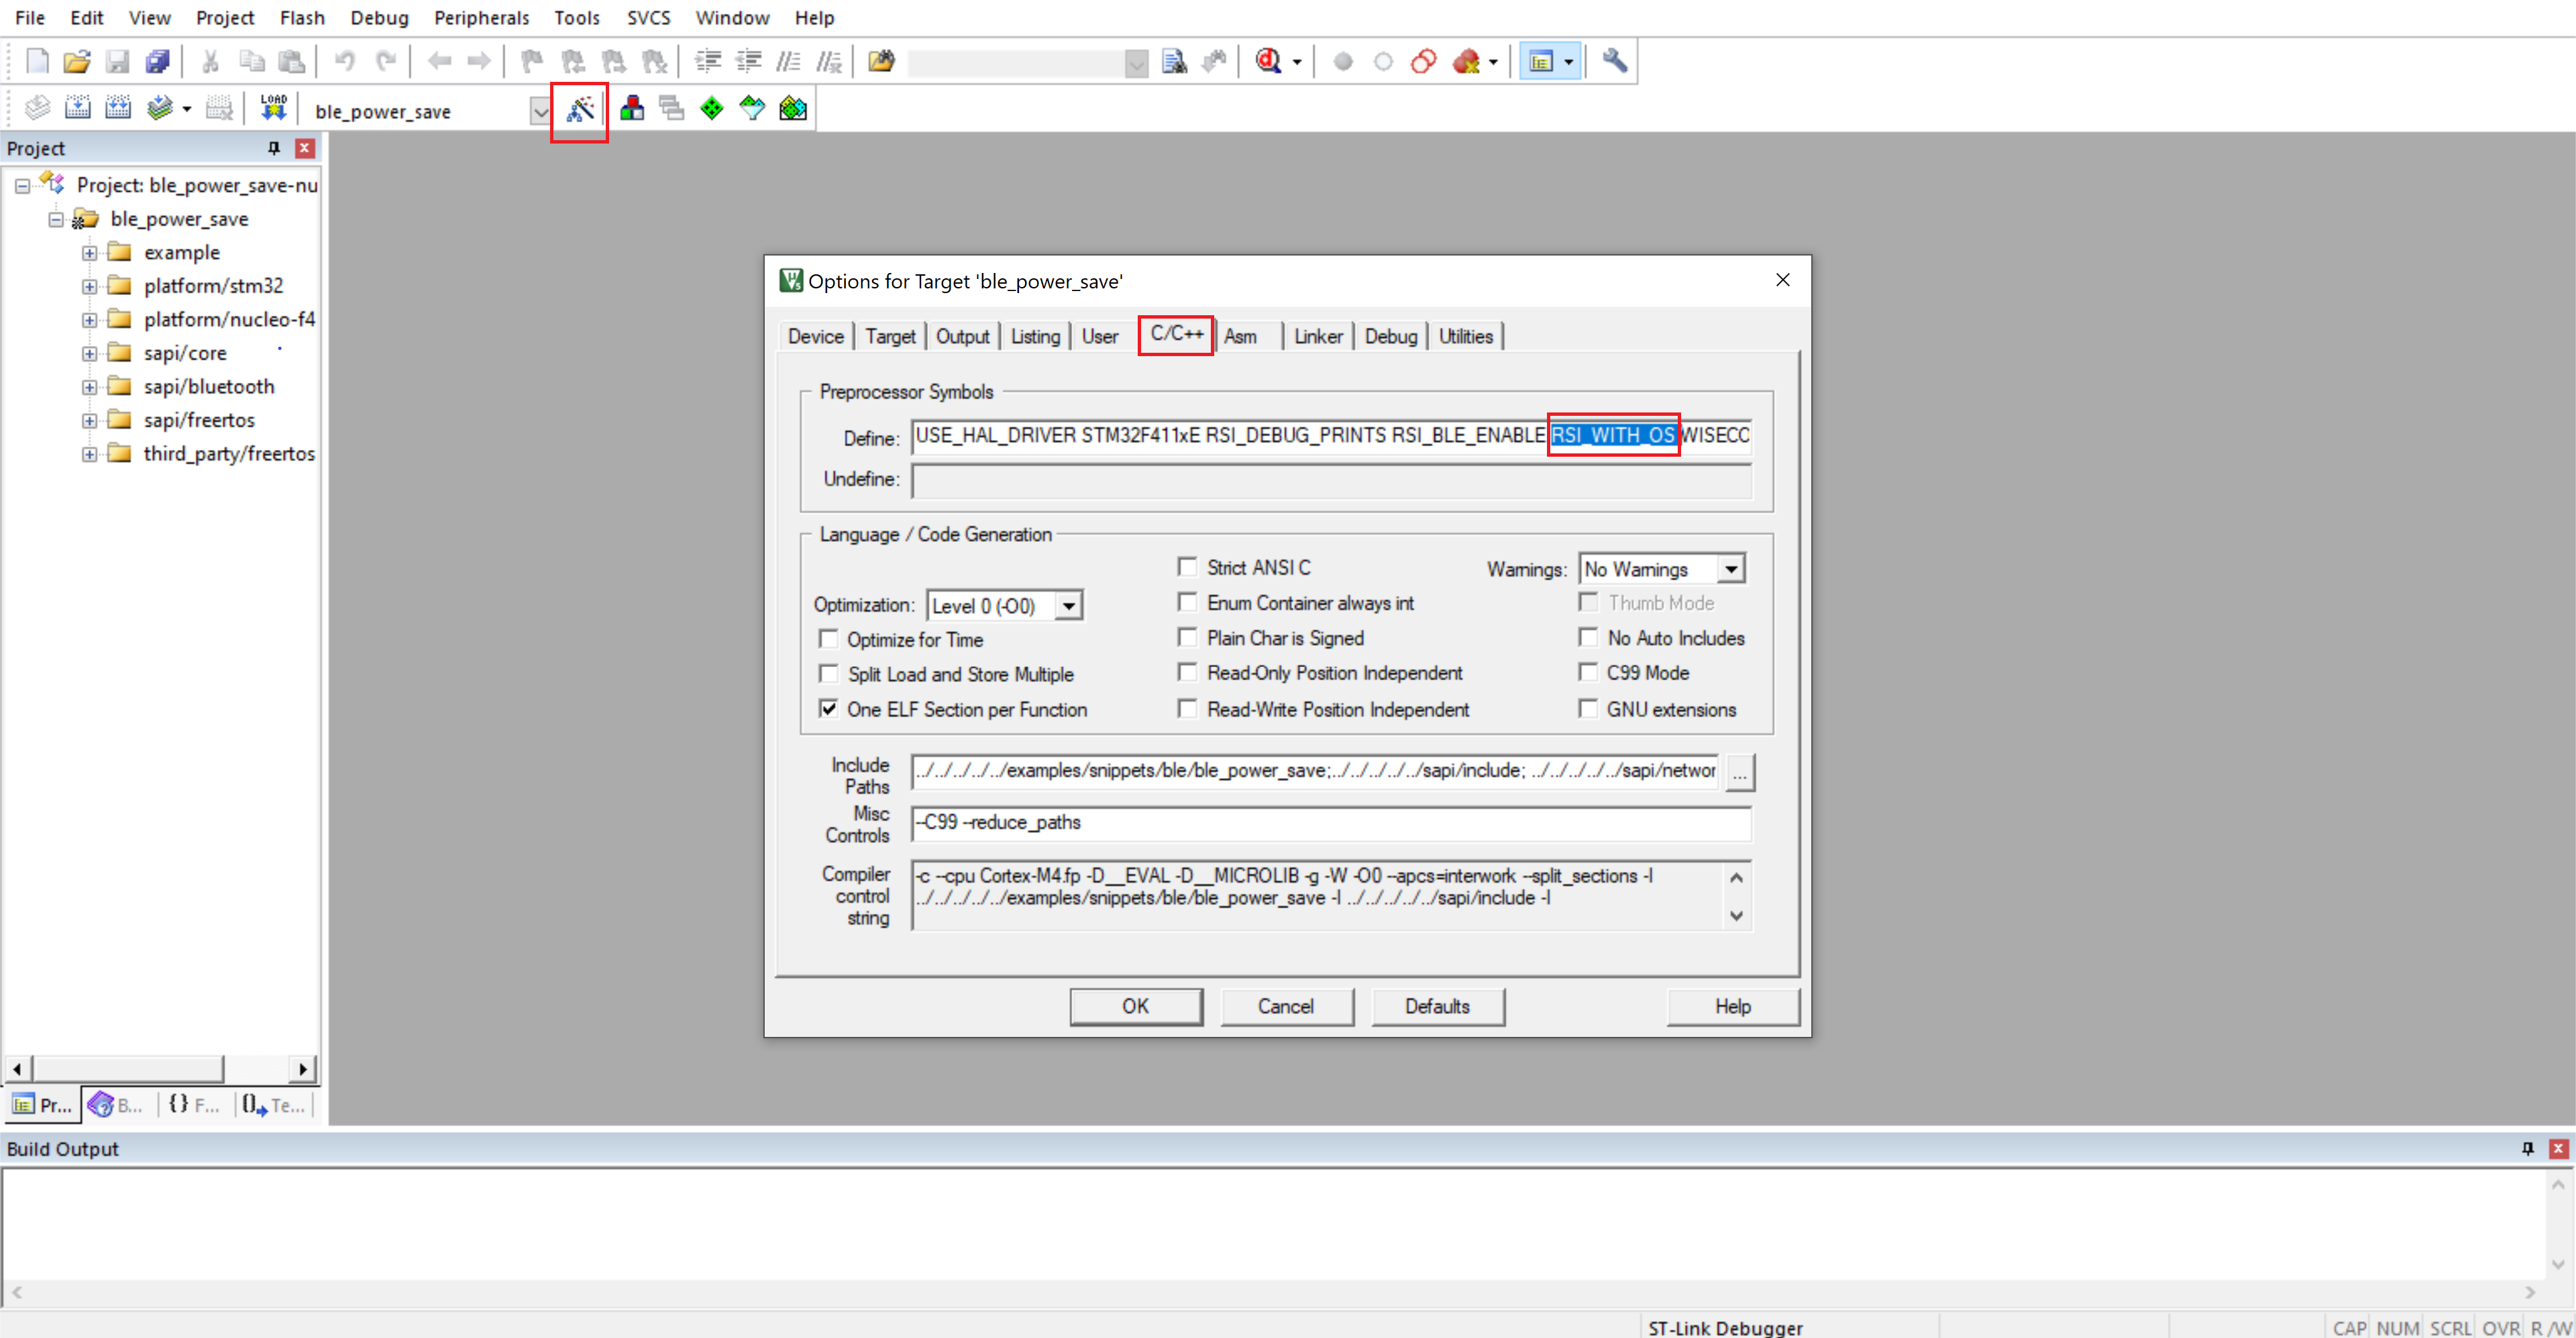 File Edit View Project Flash Debug Peripherals Tools SVCS Window Help
LOAD
ble_power_save
Project
Project: ble_power_save-nu
ble_power_save
example
platform/stm32
platform/nucleo-f4
sapi/core
sapi/bluetooth
sapi/freertos
third_party/freertos
Pr... B... {} F... Te...
Options for Target 'ble_power_save'
Device Target Output Listing User C/C++ Asm Linker Debug Utilities
Preprocessor Symbols
Define: USE_HAL_DRIVER STM32F411xE RSI_DEBUG_PRINTS RSI_BLE_ENABLE RSI_WITH_OS WISECC
Undefine:
Language / Code Generation
Strict ANSI C
Warnings: No Warnings
Optimization: Level 0 (-O0)
Enum Container always int
Thumb Mode
Optimize for Time
Plain Char is Signed
No Auto Includes
Split Load and Store Multiple
Read-Only Position Independent
C99 Mode
One ELF Section per Function
Read-Write Position Independent
GNU extensions
Include Paths
../../../../../examples/snippets/ble/ble_power_save;../../../../../sapi/include; ../../../../../sapi/networ
...
Misc Controls
--C99 --reduce_paths
Compiler control string
-c --cpu Cortex-M4.fp -D__EVAL -D__MICROLIB -g -W -O0 --apcs=interwork --split_sections -I
../../../../../examples/snippets/ble/ble_power_save -I ../../../../../sapi/include -I
OK Cancel Defaults Help
Build Output
ST-Link Debugger
CAP NUM SCRL OVR R/W